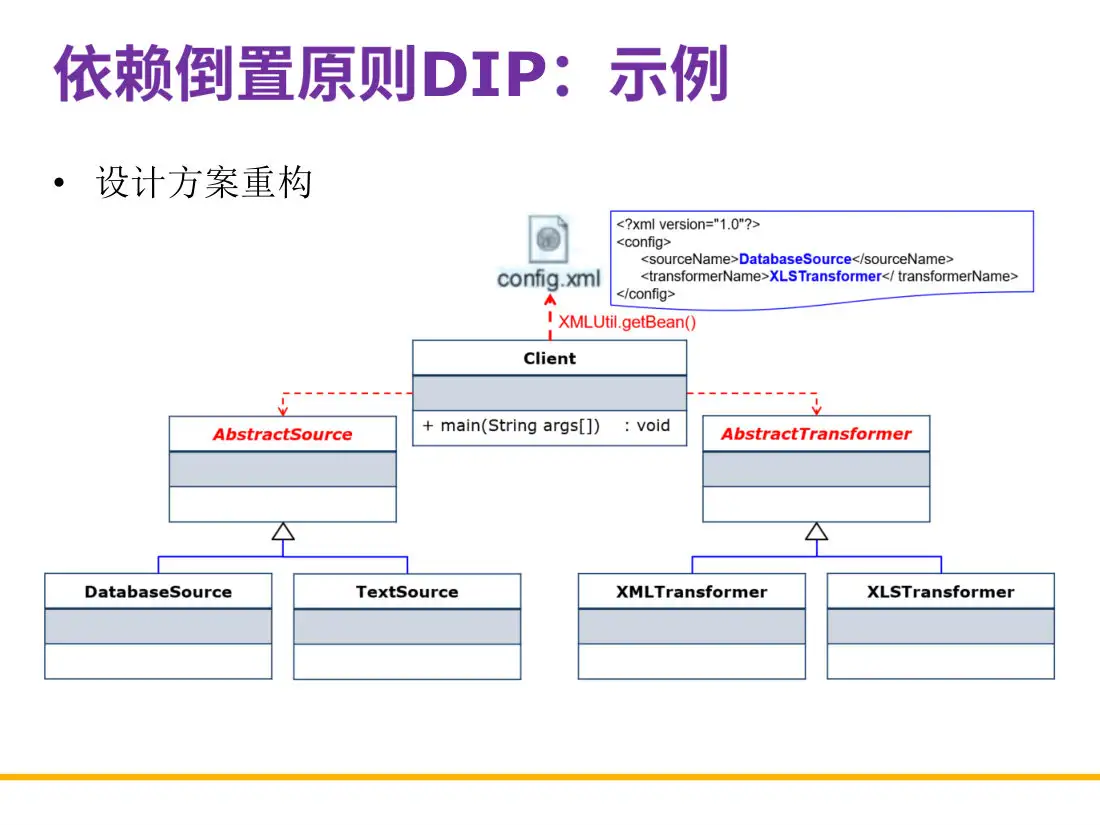 依赖倒置原则DIP：示例
• 设计方案重构
config.xml
<?xml version="1.0"?>
<config>
<sourceName>DatabaseSource</sourceName>
<transformerName>XLSTransformer</ transformerName>
</config>
XMLUtil.getBean()
Client
+ main(String args[]) : void
AbstractSource
AbstractTransformer
DatabaseSource
TextSource
XMLTransformer
XLSTransformer